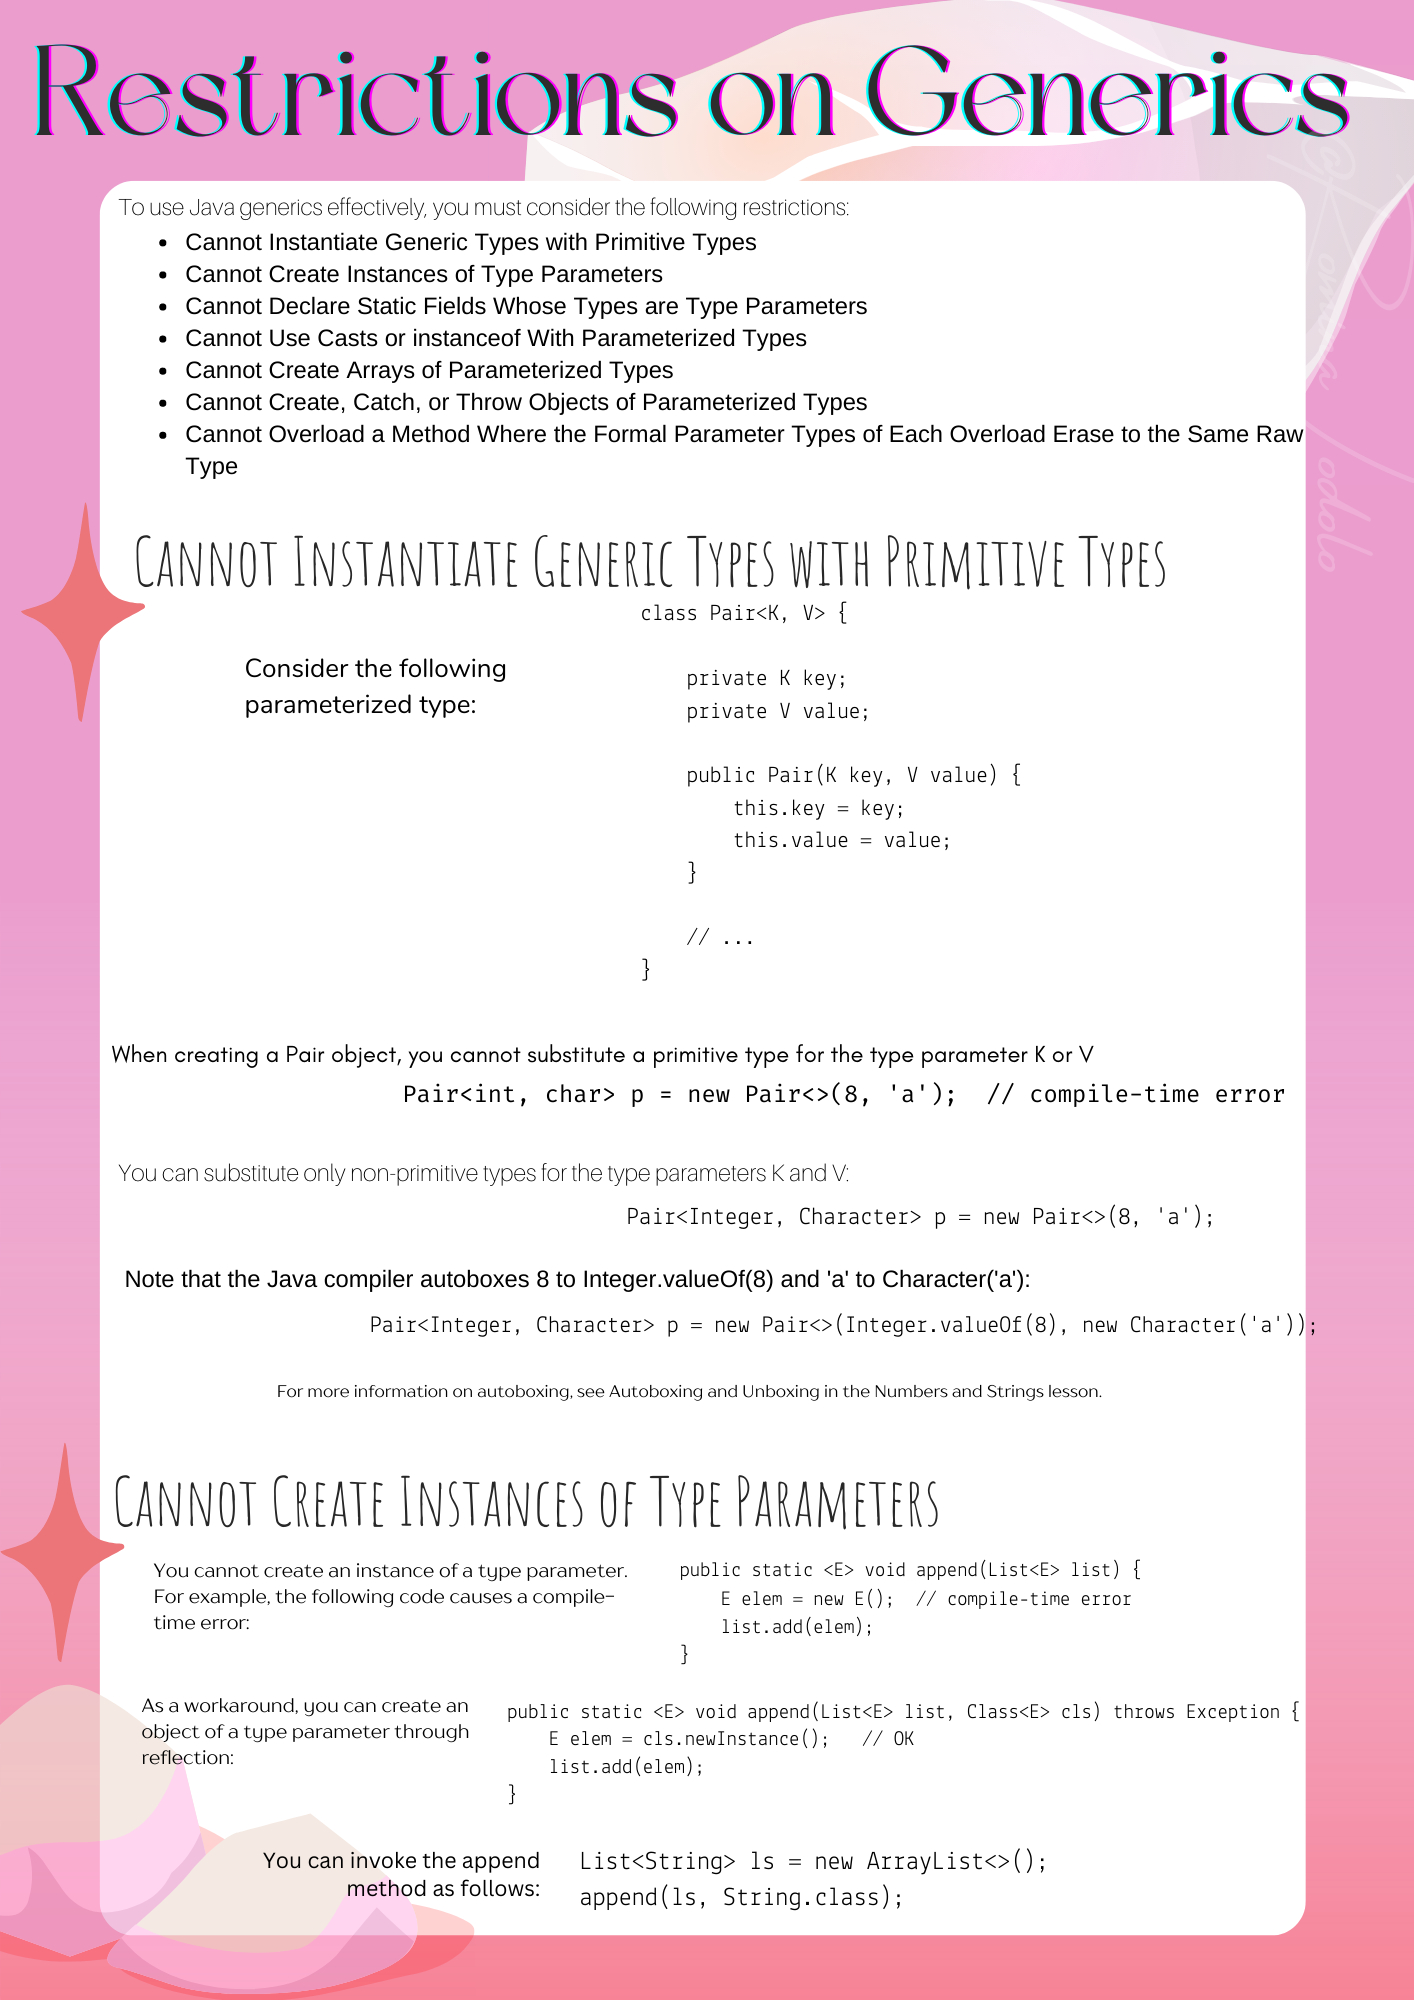 Restrictions on Generics
To use Java generics effectively, you must consider the following restrictions:
• Cannot Instantiate Generic Types with Primitive Types
• Cannot Create Instances of Type Parameters
• Cannot Declare Static Fields Whose Types are Type Parameters
• Cannot Use Casts or instanceof With Parameterized Types
• Cannot Create Arrays of Parameterized Types
• Cannot Create, Catch, or Throw Objects of Parameterized Types
• Cannot Overload a Method Where the Formal Parameter Types of Each Overload Erase to the Same Raw
Type
Cannot Instantiate Generic Types with Primitive Types
Consider the following
parameterized type:
class Pair<K, V> {
    private K key;
    private V value;
    public Pair(K key, V value) {
        this.key = key;
        this.value = value;
    }
    // ...
}
When creating a Pair object, you cannot substitute a primitive type for the type parameter K or V
Pair<int, char> p = new Pair<>(8, 'a');  // compile-time error
You can substitute only non-primitive types for the type parameters K and V:
Pair<Integer, Character> p = new Pair<>(8, 'a');
Note that the Java compiler autoboxes 8 to Integer.valueOf(8) and 'a' to Character('a'):
Pair<Integer, Character> p = new Pair<>(Integer.valueOf(8), new Character('a'));
For more information on autoboxing, see Autoboxing and Unboxing in the Numbers and Strings lesson.
Cannot Create Instances of Type Parameters
You cannot create an instance of a type parameter.
For example, the following code causes a compile-
time error:
public static <E> void append(List<E> list) {
    E elem = new E();  // compile-time error
    list.add(elem);
}
As a workaround, you can create an
object of a type parameter through
reflection:
public static <E> void append(List<E> list, Class<E> cls) throws Exception {
    E elem = cls.newInstance();   // OK
    list.add(elem);
}
You can invoke the append
method as follows:
List<String> ls = new ArrayList<>();
append(ls, String.class);